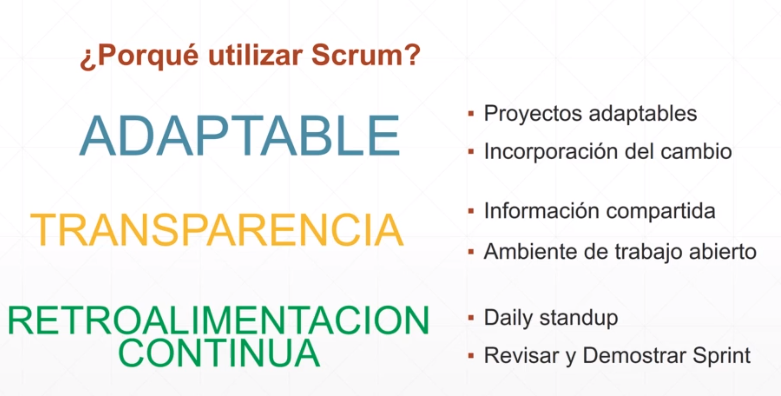 ¿Porqué utilizar Scrum?
ADAPTABLE
▪ Proyectos adaptables
▪ Incorporación del cambio
TRANSPARENCIA
▪ Información compartida
▪ Ambiente de trabajo abierto
RETROALIMENTACION
CONTINUA
▪ Daily standup
▪ Revisar y Demostrar Sprint